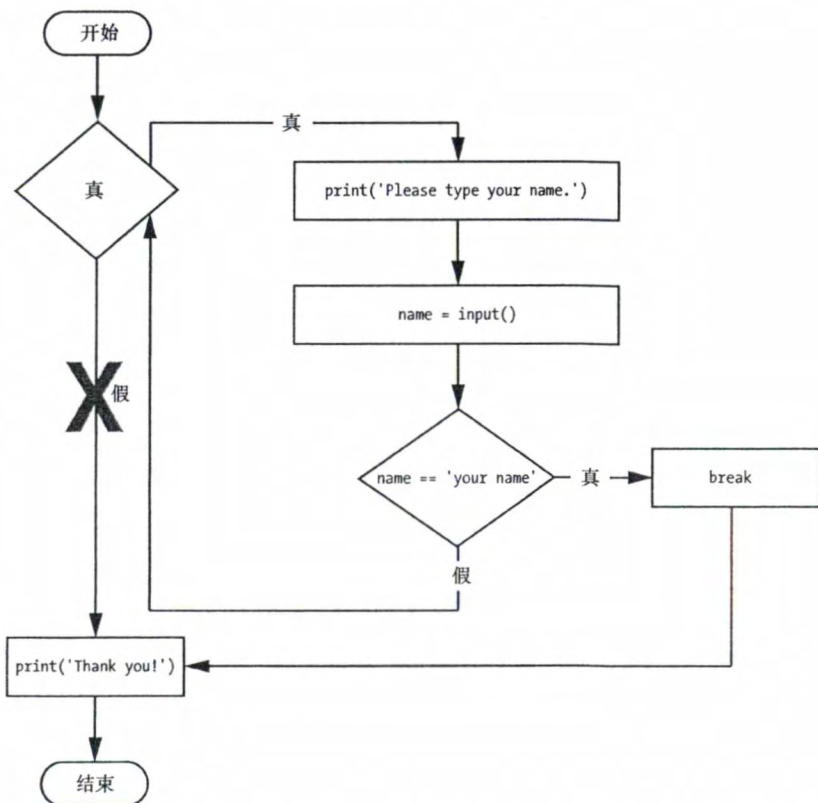 开始
真
真
print('Please type your name.')
name = input()
name == 'your name'
真
break
假
X
假
print('Thank you!')
结束